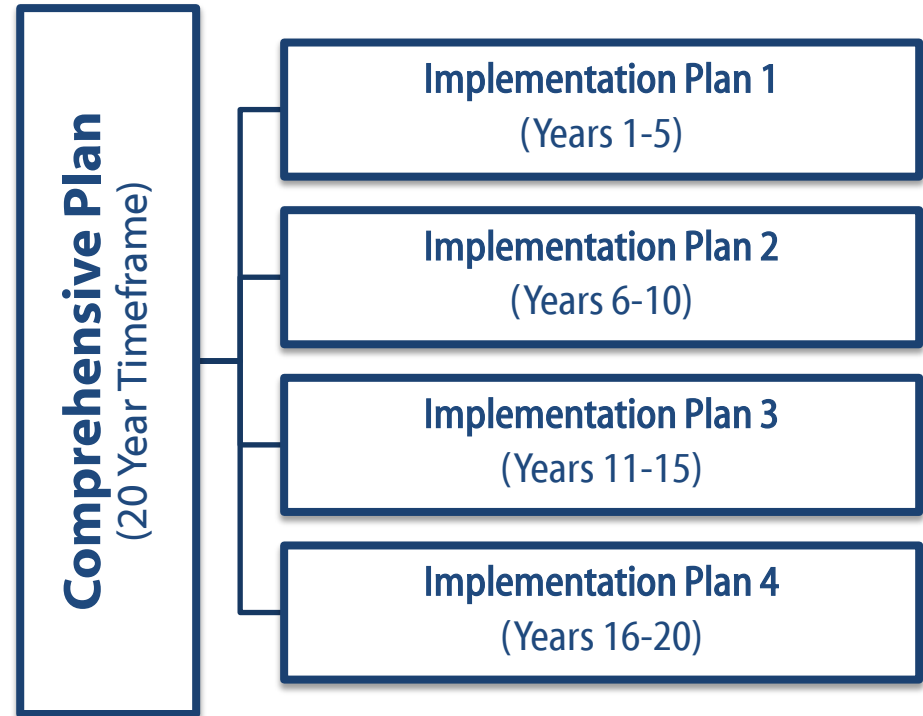 Comprehensive Plan
(20 Year Timeframe)
Implementation Plan 1
(Years 1-5)
Implementation Plan 2
(Years 6-10)
Implementation Plan 3
(Years 11-15)
Implementation Plan 4
(Years 16-20)